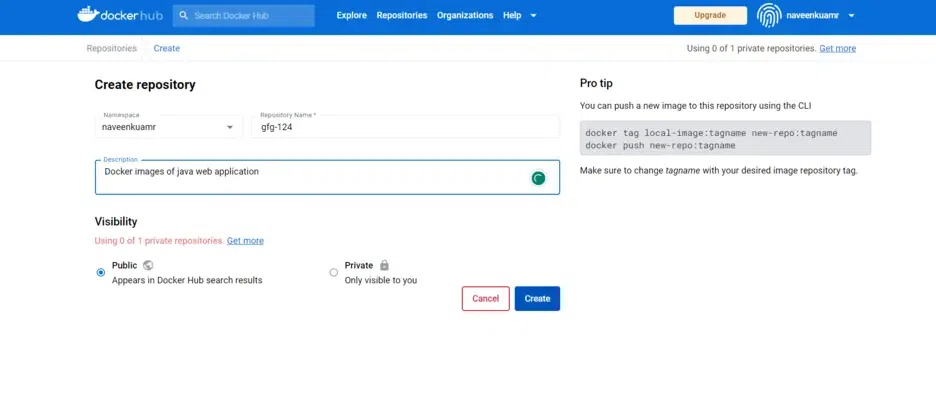 dockerhub Search Docker Hub Explore Repositories Organizations Help Upgrade naveenkuamr
Repositories Create Using 0 of 1 private repositories. Get more
Create repository
Namespace
naveenkuamr
Repository Name *
gfg-124
Description
Docker images of java web application
Visibility
Using 0 of 1 private repositories. Get more
Public
Appears in Docker Hub search results
Private
Only visible to you
Cancel Create
Pro tip
You can push a new image to this repository using the CLI
docker tag local-image:tagname new-repo:tagname
docker push new-repo:tagname
Make sure to change tagname with your desired image repository tag.